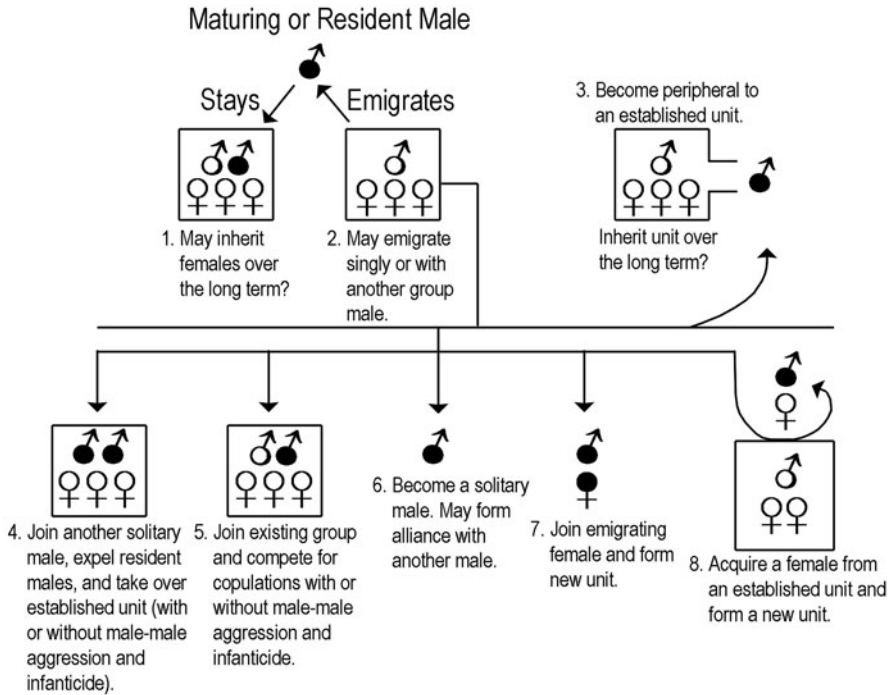 Maturing or Resident Male
Stays
Emigrates
1. May inherit
females over
the long term?
2. May emigrate
singly or with
another group
male.
3. Become peripheral to
an established unit.
Inherit unit over
the long term?
4. Join another solitary
male, expel resident
males, and take over
established unit (with
or without male-male
aggression and
infanticide).
5. Join existing group
and compete for
copulations with or
without male-male
aggression and
infanticide.
6. Become a solitary
male. May form
alliance with
another male.
7. Join emigrating
female and form
new unit.
8. Acquire a female from
an established unit and
form a new unit.